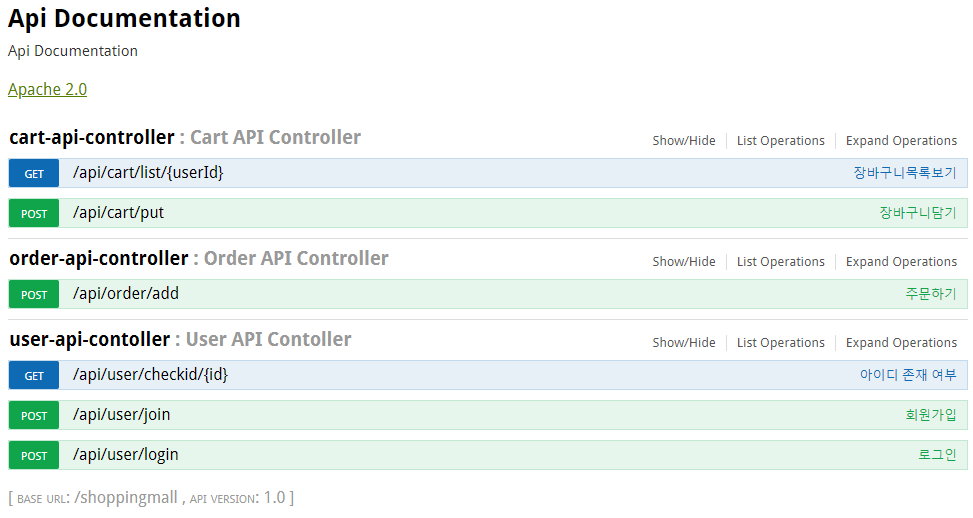 Api Documentation
Api Documentation
Apache 2.0
cart-api-controller : Cart API Controller Show/Hide List Operations Expand Operations
GET /api/cart/list/{userId} 장바구니목록보기
POST /api/cart/put 장바구니담기
order-api-controller : Order API Controller Show/Hide List Operations Expand Operations
POST /api/order/add 주문하기
user-api-contoller : User API Contoller Show/Hide List Operations Expand Operations
GET /api/user/checkid/{id} 아이디 존재 여부
POST /api/user/join 회원가입
POST /api/user/login 로그인
[ BASE URL: /shoppingmall , API VERSION: 1.0 ]